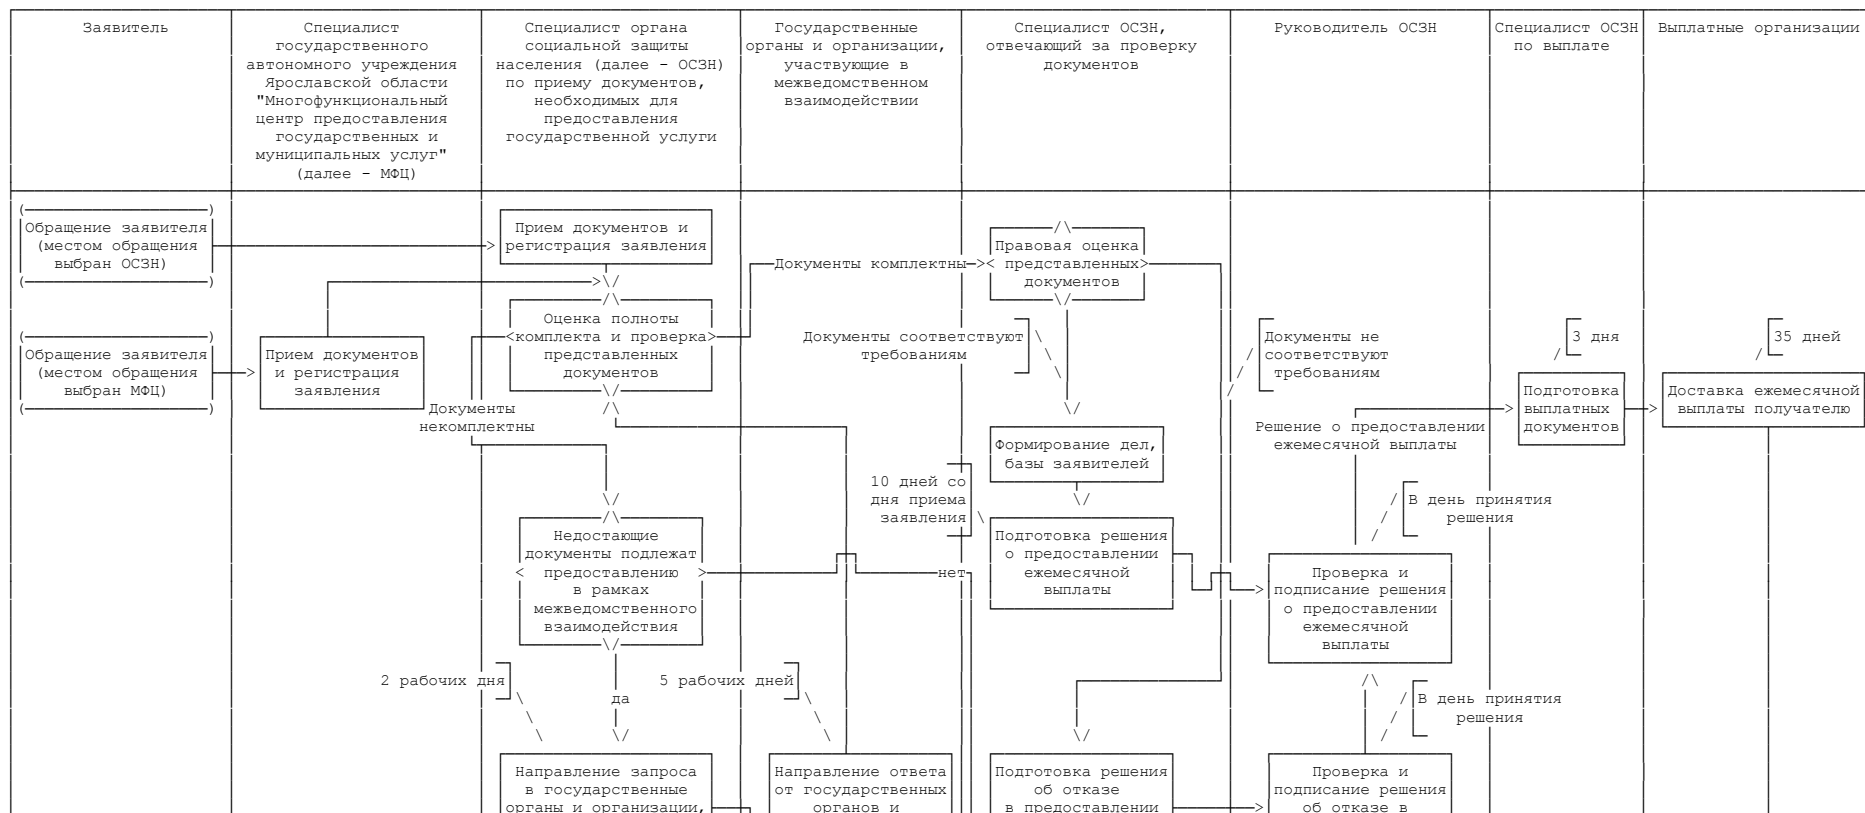 Заявитель
Специалист
государственного
автономного учреждения
Ярославской области
"Многофункциональный
центр предоставления
государственных и
муниципальных услуг"
(далее - МФЦ)
Специалист органа
социальной защиты
населения (далее - ОСЗН)
по приему документов,
необходимых для
предоставления
государственной услуги
Государственные
органы и организации,
участвующие в
межведомственном
взаимодействии
Специалист ОСЗН,
отвечающий за проверку
документов
Руководитель ОСЗН
Специалист ОСЗН
по выплате
Выплатные организации
Обращение заявителя
(местом обращения
выбран ОСЗН)
Прием документов и
регистрация заявления
Документы комплектны
Правовая оценка
представленных
документов
Обращение заявителя
(местом обращения
выбран МФЦ)
Прием документов
и регистрация
заявления
Оценка полноты
комплекта и проверка
представленных
документов
Документы соответствуют
требованиям
Документы не
соответствуют
требованиям
3 дня
35 дней
Подготовка
выплатных
документов
Доставка ежемесячной
выплаты получателю
Документы
некомплектны
Формирование дел,
базы заявителей
Решение о предоставлении
ежемесячной выплаты
10 дней со
дня приема
заявления
В день принятия
решения
Недостающие
документы подлежат
предоставлению
в рамках
межведомственного
взаимодействия
нет
Подготовка решения
о предоставлении
ежемесячной
выплаты
Проверка и
подписание решения
о предоставлении
ежемесячной
выплаты
2 рабочих дня
да
5 рабочих дней
В день принятия
решения
Направление запроса
в государственные
органы и организации,
Направление ответа
от государственных
органов и
Подготовка решения
об отказе
в предоставлении
Проверка и
подписание решения
об отказе в